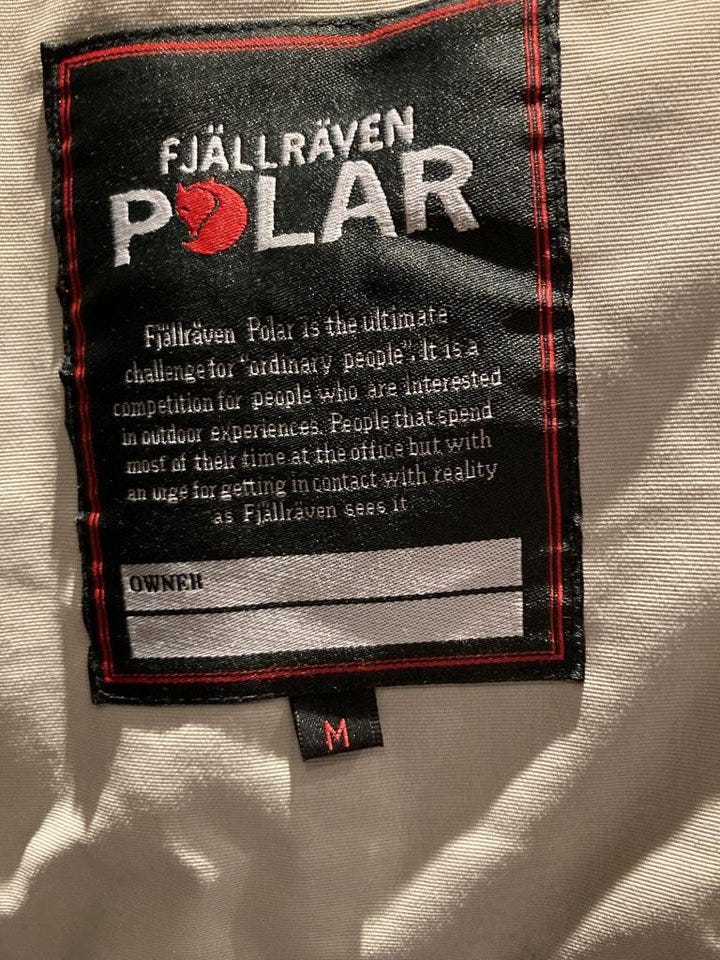 FJÄLLRÄVEN
POLAR
Fjällräven Polar is the ultimate
challenge for "ordinary people". It is a
competition for people who are interested
in outdoor experiences. People that spend
most of their time at the office but with
an urge for getting in contact with reality
as Fjällräven sees it
OWNER
M